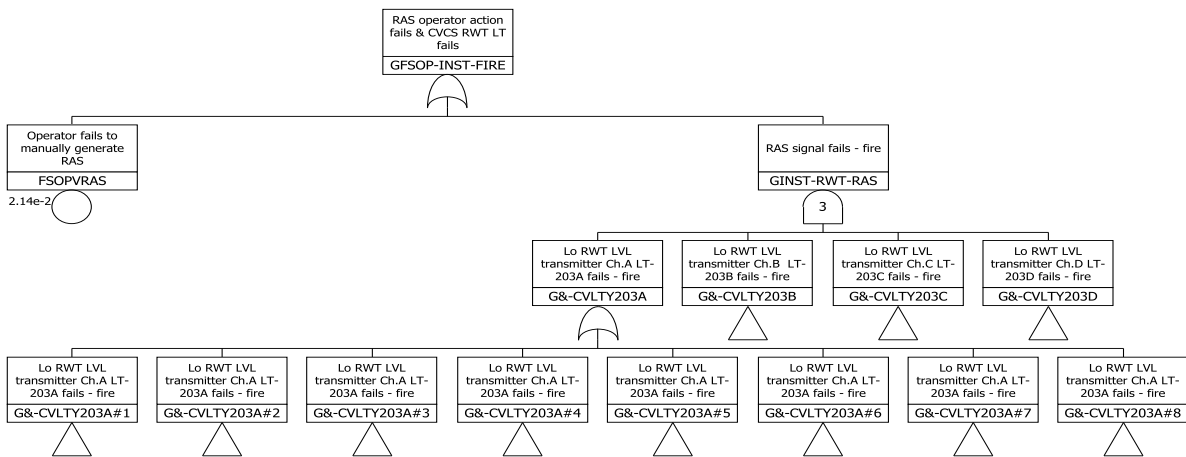 RAS operator action
fails & CVCS RWT LT
fails
GFSOP-INST-FIRE
Operator fails to
manually generate
RAS
FSOPVRAS
2.14e-2
RAS signal fails - fire
GINST-RWT-RAS
3
Lo RWT LVL
transmitter Ch.A LT-
203A fails - fire
G&-CVLTY203A
Lo RWT LVL
transmitter Ch.B LT-
203B fails - fire
G&-CVLTY203B
Lo RWT LVL
transmitter Ch.C LT-
203C fails - fire
G&-CVLTY203C
Lo RWT LVL
transmitter Ch.D LT-
203D fails - fire
G&-CVLTY203D
Lo RWT LVL
transmitter Ch.A LT-
203A fails - fire
G&-CVLTY203A#1
Lo RWT LVL
transmitter Ch.A LT-
203A fails - fire
G&-CVLTY203A#2
Lo RWT LVL
transmitter Ch.A LT-
203A fails - fire
G&-CVLTY203A#3
Lo RWT LVL
transmitter Ch.A LT-
203A fails - fire
G&-CVLTY203A#4
Lo RWT LVL
transmitter Ch.A LT-
203A fails - fire
G&-CVLTY203A#5
Lo RWT LVL
transmitter Ch.A LT-
203A fails - fire
G&-CVLTY203A#6
Lo RWT LVL
transmitter Ch.A LT-
203A fails - fire
G&-CVLTY203A#7
Lo RWT LVL
transmitter Ch.A LT-
203A fails - fire
G&-CVLTY203A#8